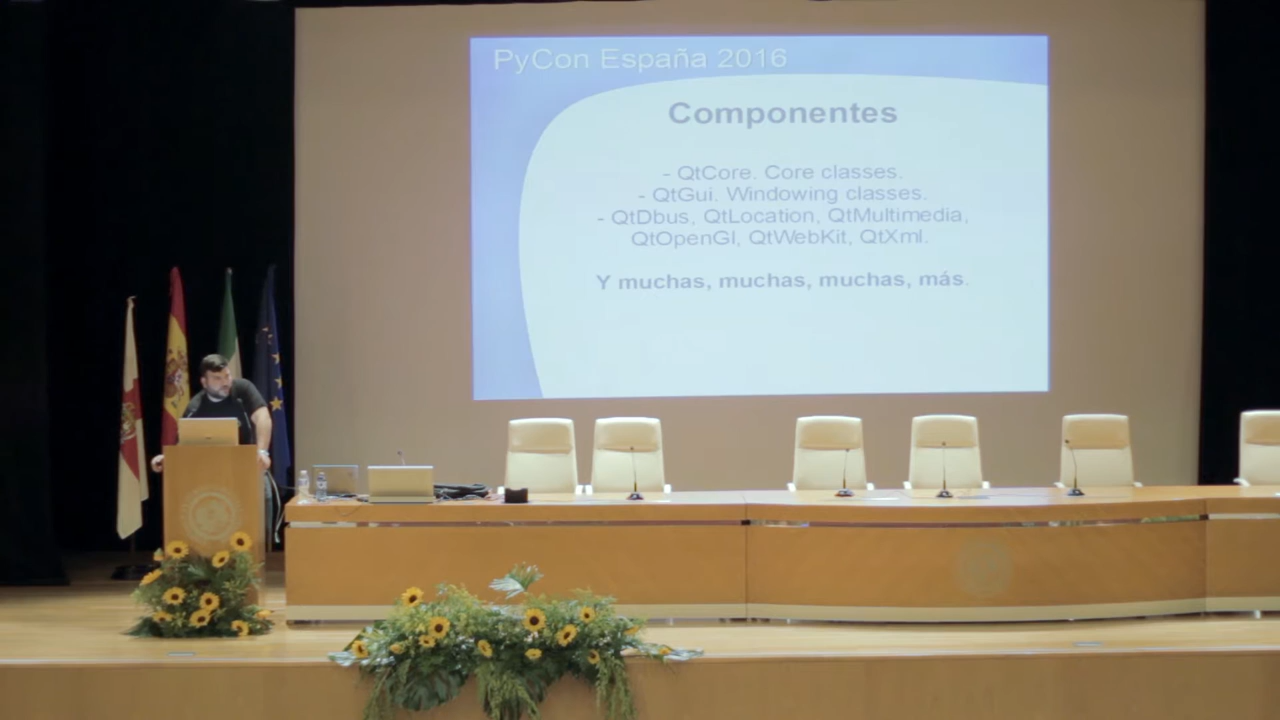 PyCon España 2016
Componentes
- QtCore. Core classes.
- QtGui. Windowing classes.
- QtDbus, QtLocation, QtMultimedia,
QtOpenGl, QtWebKit, QtXml.
Y muchas, muchas, muchas, más.